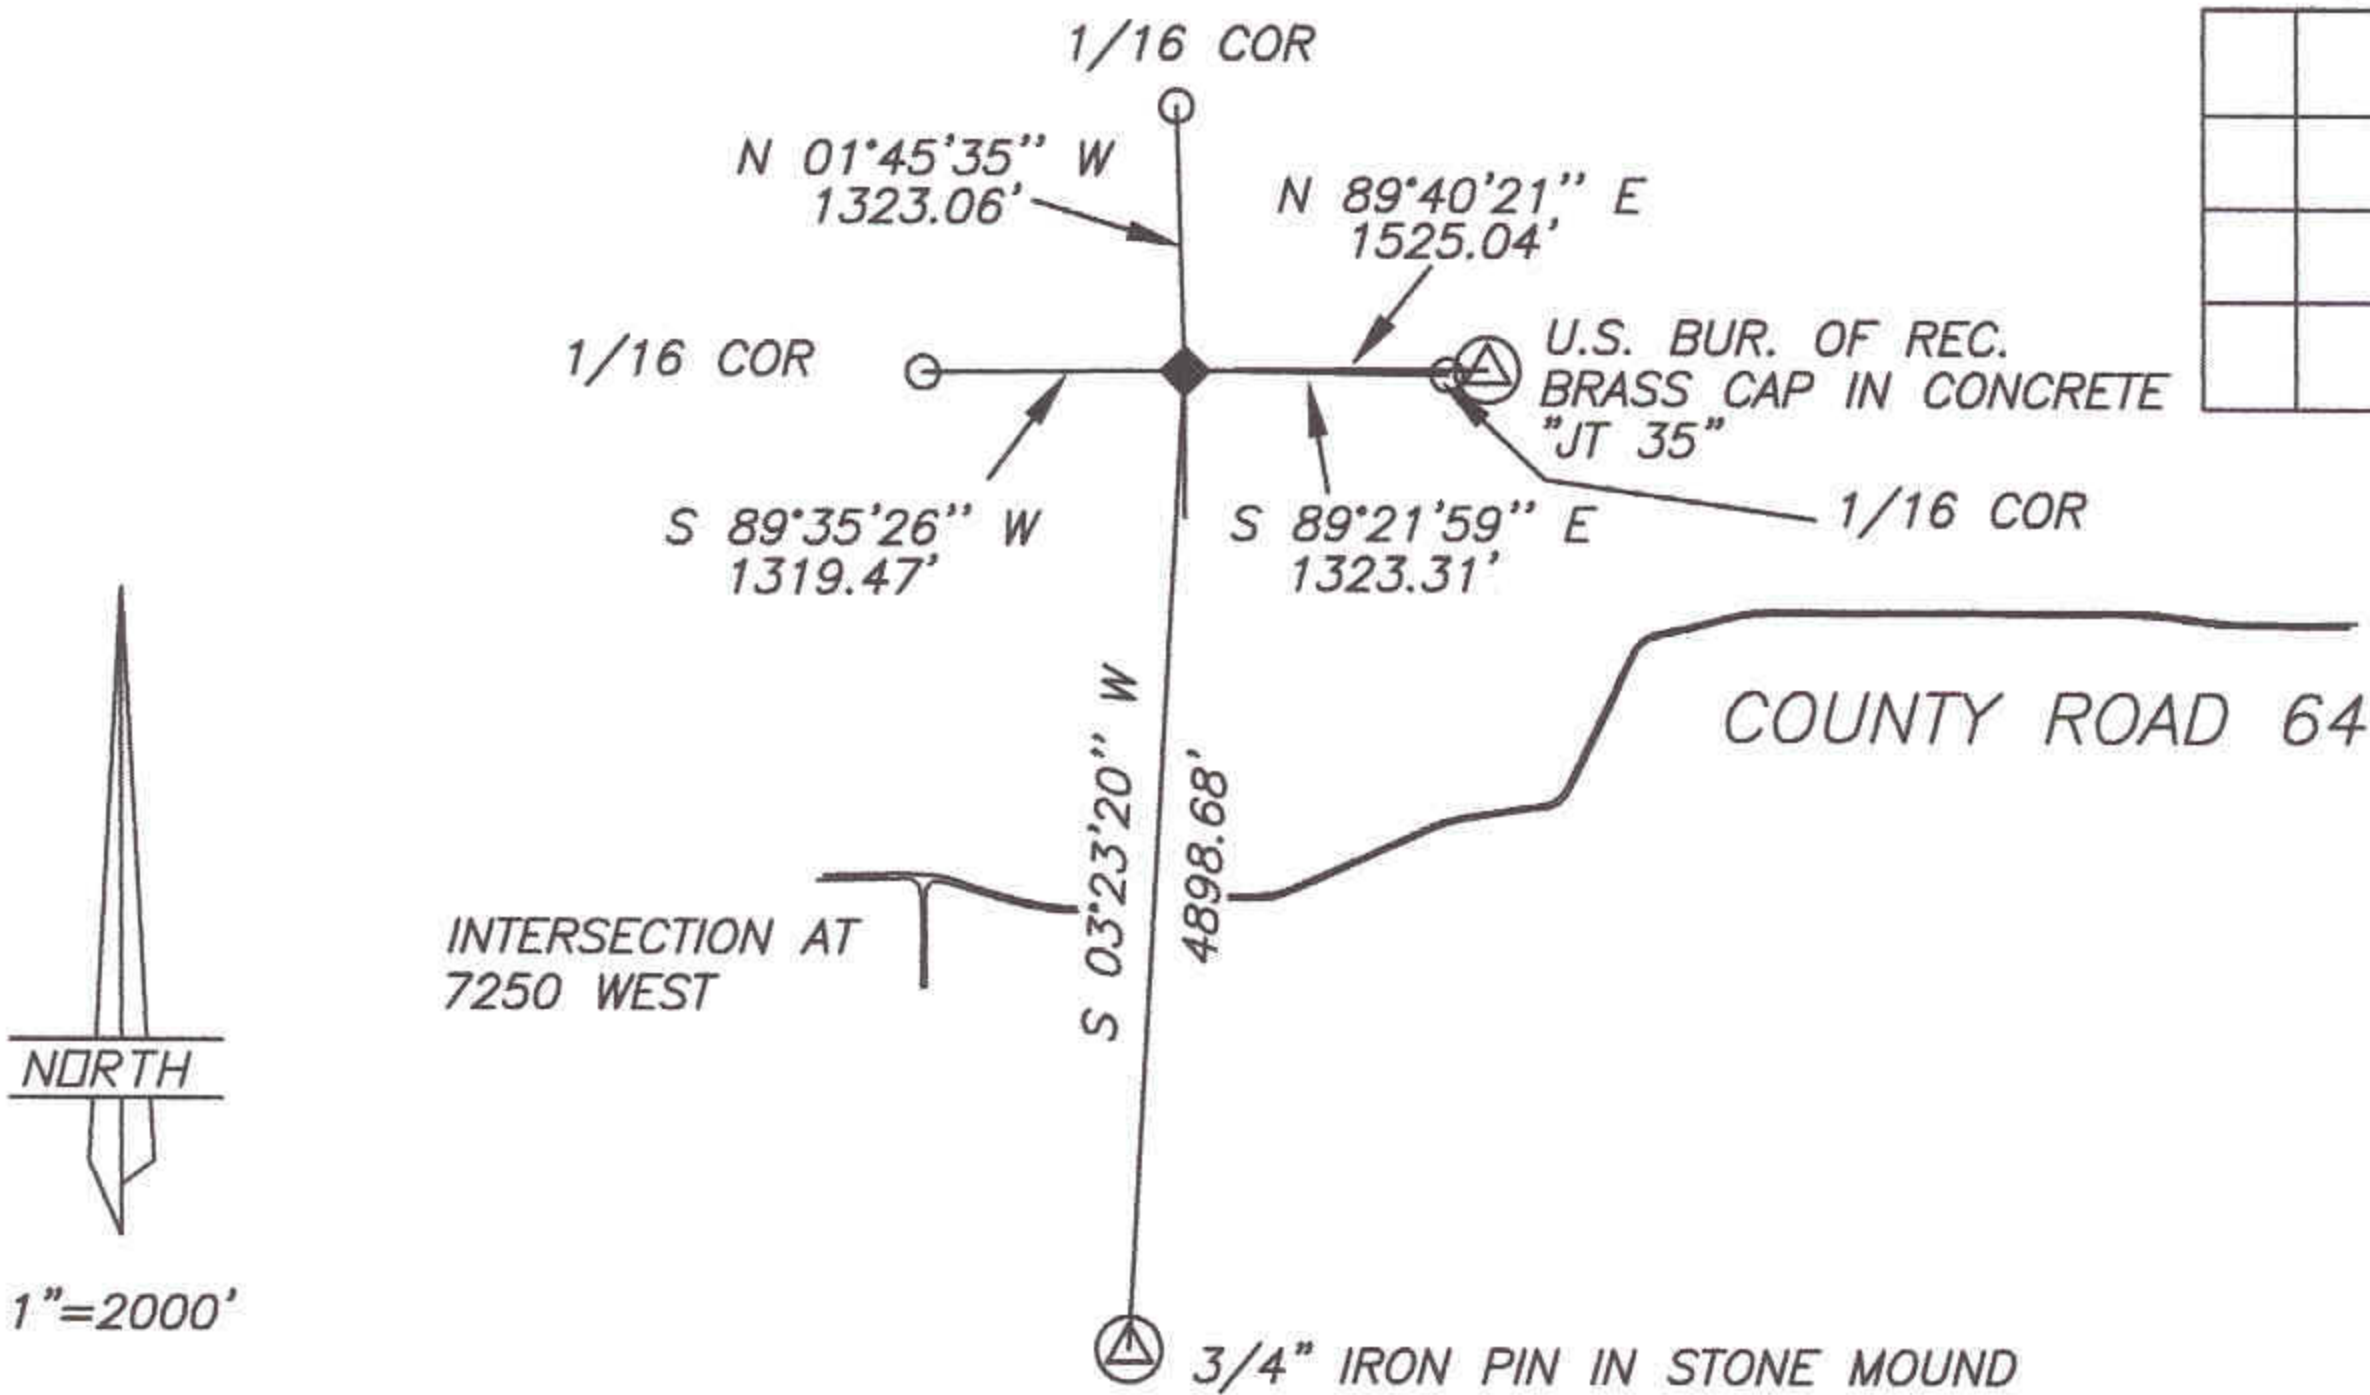 1/16 COR
N 01°45'35" W
1323.06'
N 89°40'21" E
1525.04'
1/16 COR
U.S. BUR. OF REC.
BRASS CAP IN CONCRETE
"JT 35"
S 89°35'26" W
1319.47'
S 89°21'59" E
1323.31'
1/16 COR
COUNTY ROAD 64
S 03°23'20" W
4898.68'
INTERSECTION AT
7250 WEST
NORTH
1"=2000'
3/4" IRON PIN IN STONE MOUND